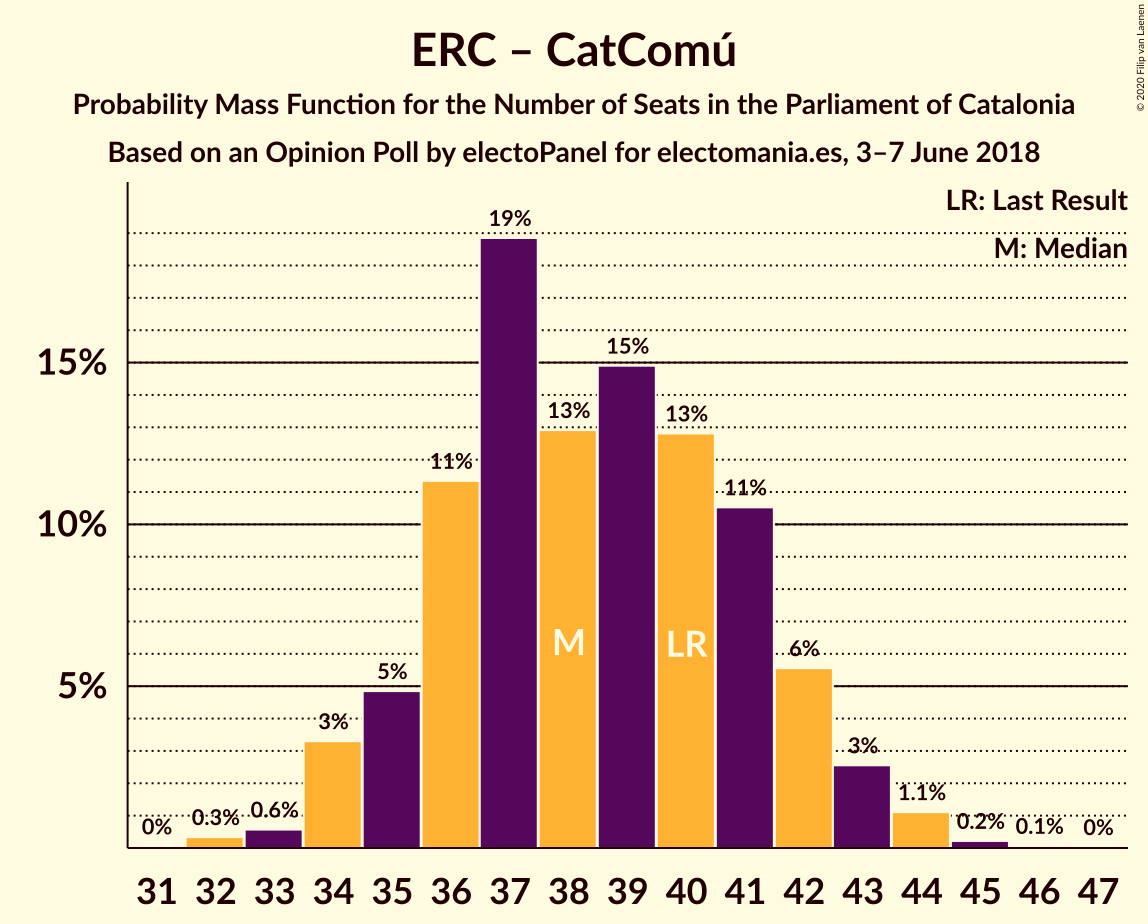 ERC – CatComú
Probability Mass Function for the Number of Seats in the Parliament of Catalonia
Based on an Opinion Poll by electoPanel for electomania.es, 3–7 June 2018
© 2020 Filip van Laenen
LR: Last Result
M: Median
15%
10%
5%
0%
0.3%
0.6%
3%
5%
11%
19%
13%
15%
13%
11%
6%
3%
1.1%
0.2%
0.1%
0%
M
LR
31 32 33 34 35 36 37 38 39 40 41 42 43 44 45 46 47